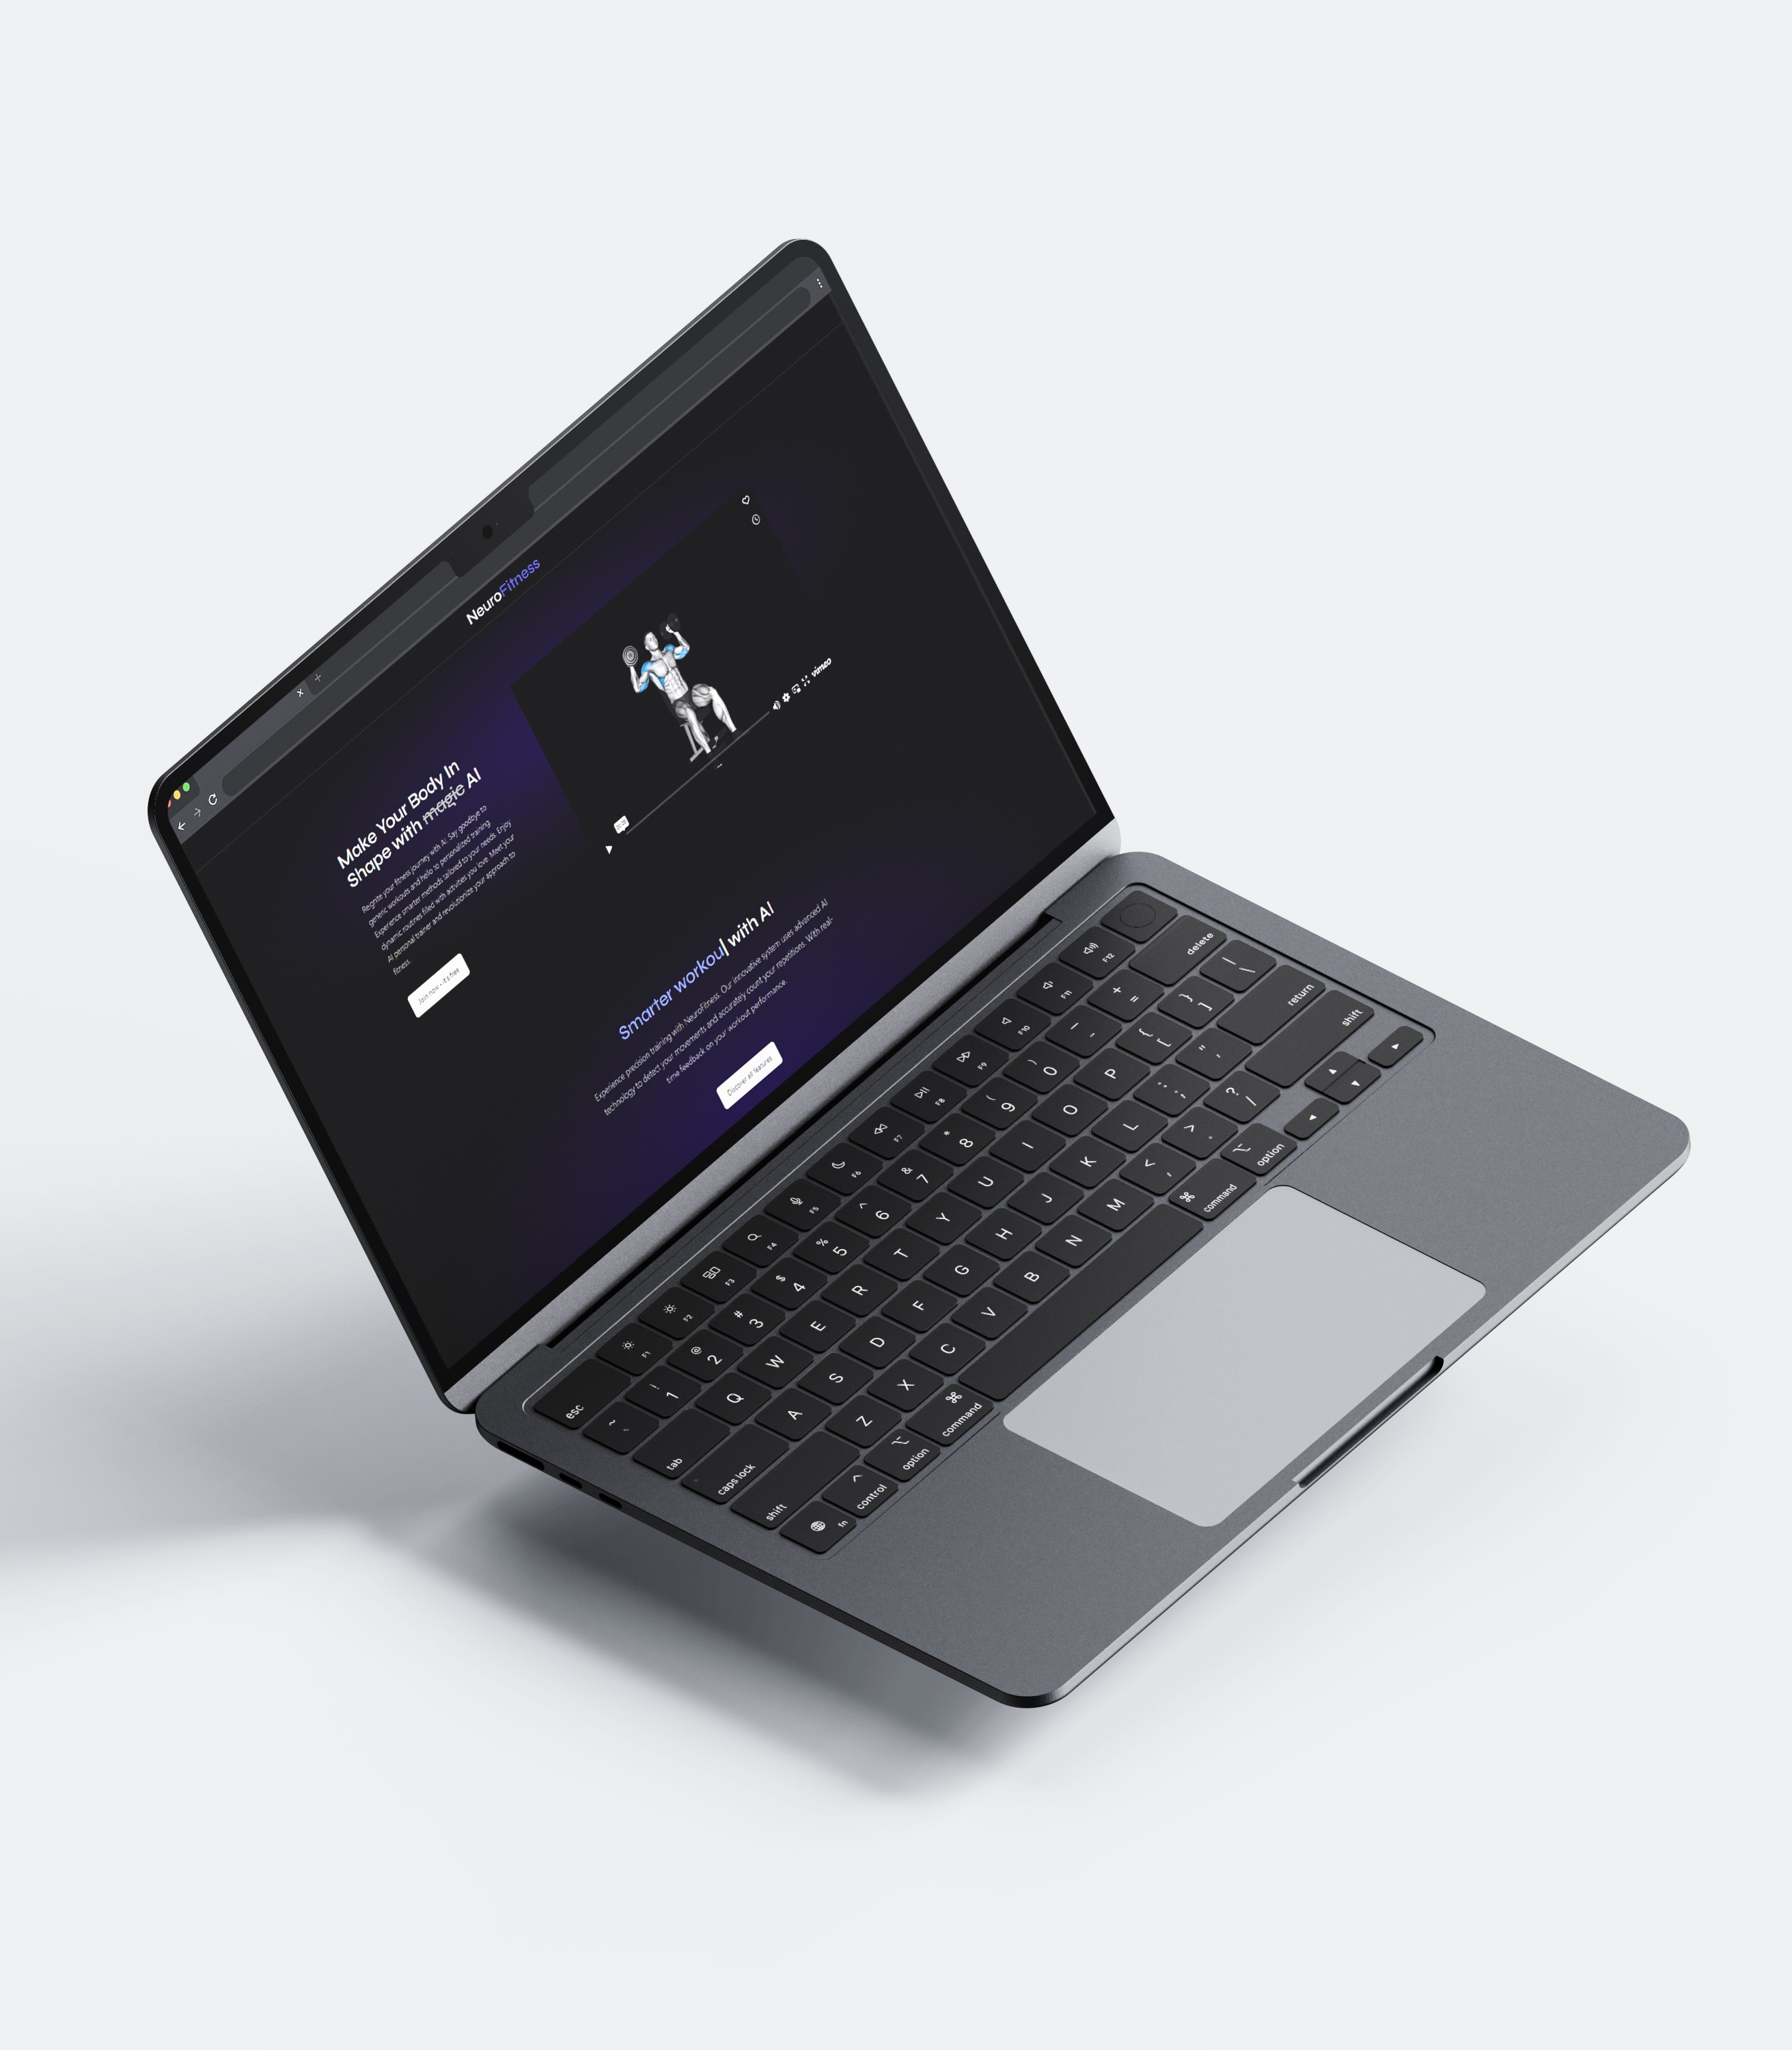 NeuroFitness
Make Your Body In
Shape with magic AI
Reignite your fitness journey with AI. Say goodbye to
generic workouts and hello to personalized training.
Experience smarter methods tailored to your needs. Enjoy
dynamic routines filled with activities you love. Meet your
AI personal trainer and revolutionize your approach to
fitness.
Join now - it's free
vimeo
Smarter workou| with AI
Experience precision training with NeuroFitness. Our innovative system uses advanced AI
technology to detect your movements and accurately count your repetitions. With real-
time feedback on your workout performance.
Discover all features
esc F1 F2 F3 F4 F5 F6 F7 F8 F9 F10 F11 F12
~ ` ! 1 @ 2 # 3 $ 4 % 5 ^ 6 & 7 * 8 ( 9 ) 0 — - + = delete
tab Q W E R T Y U I O P { [ } ] | \
caps lock A S D F G H J K L : ; " ' return
shift Z X C V B N M < , > . ? / shift
fn control option command command option